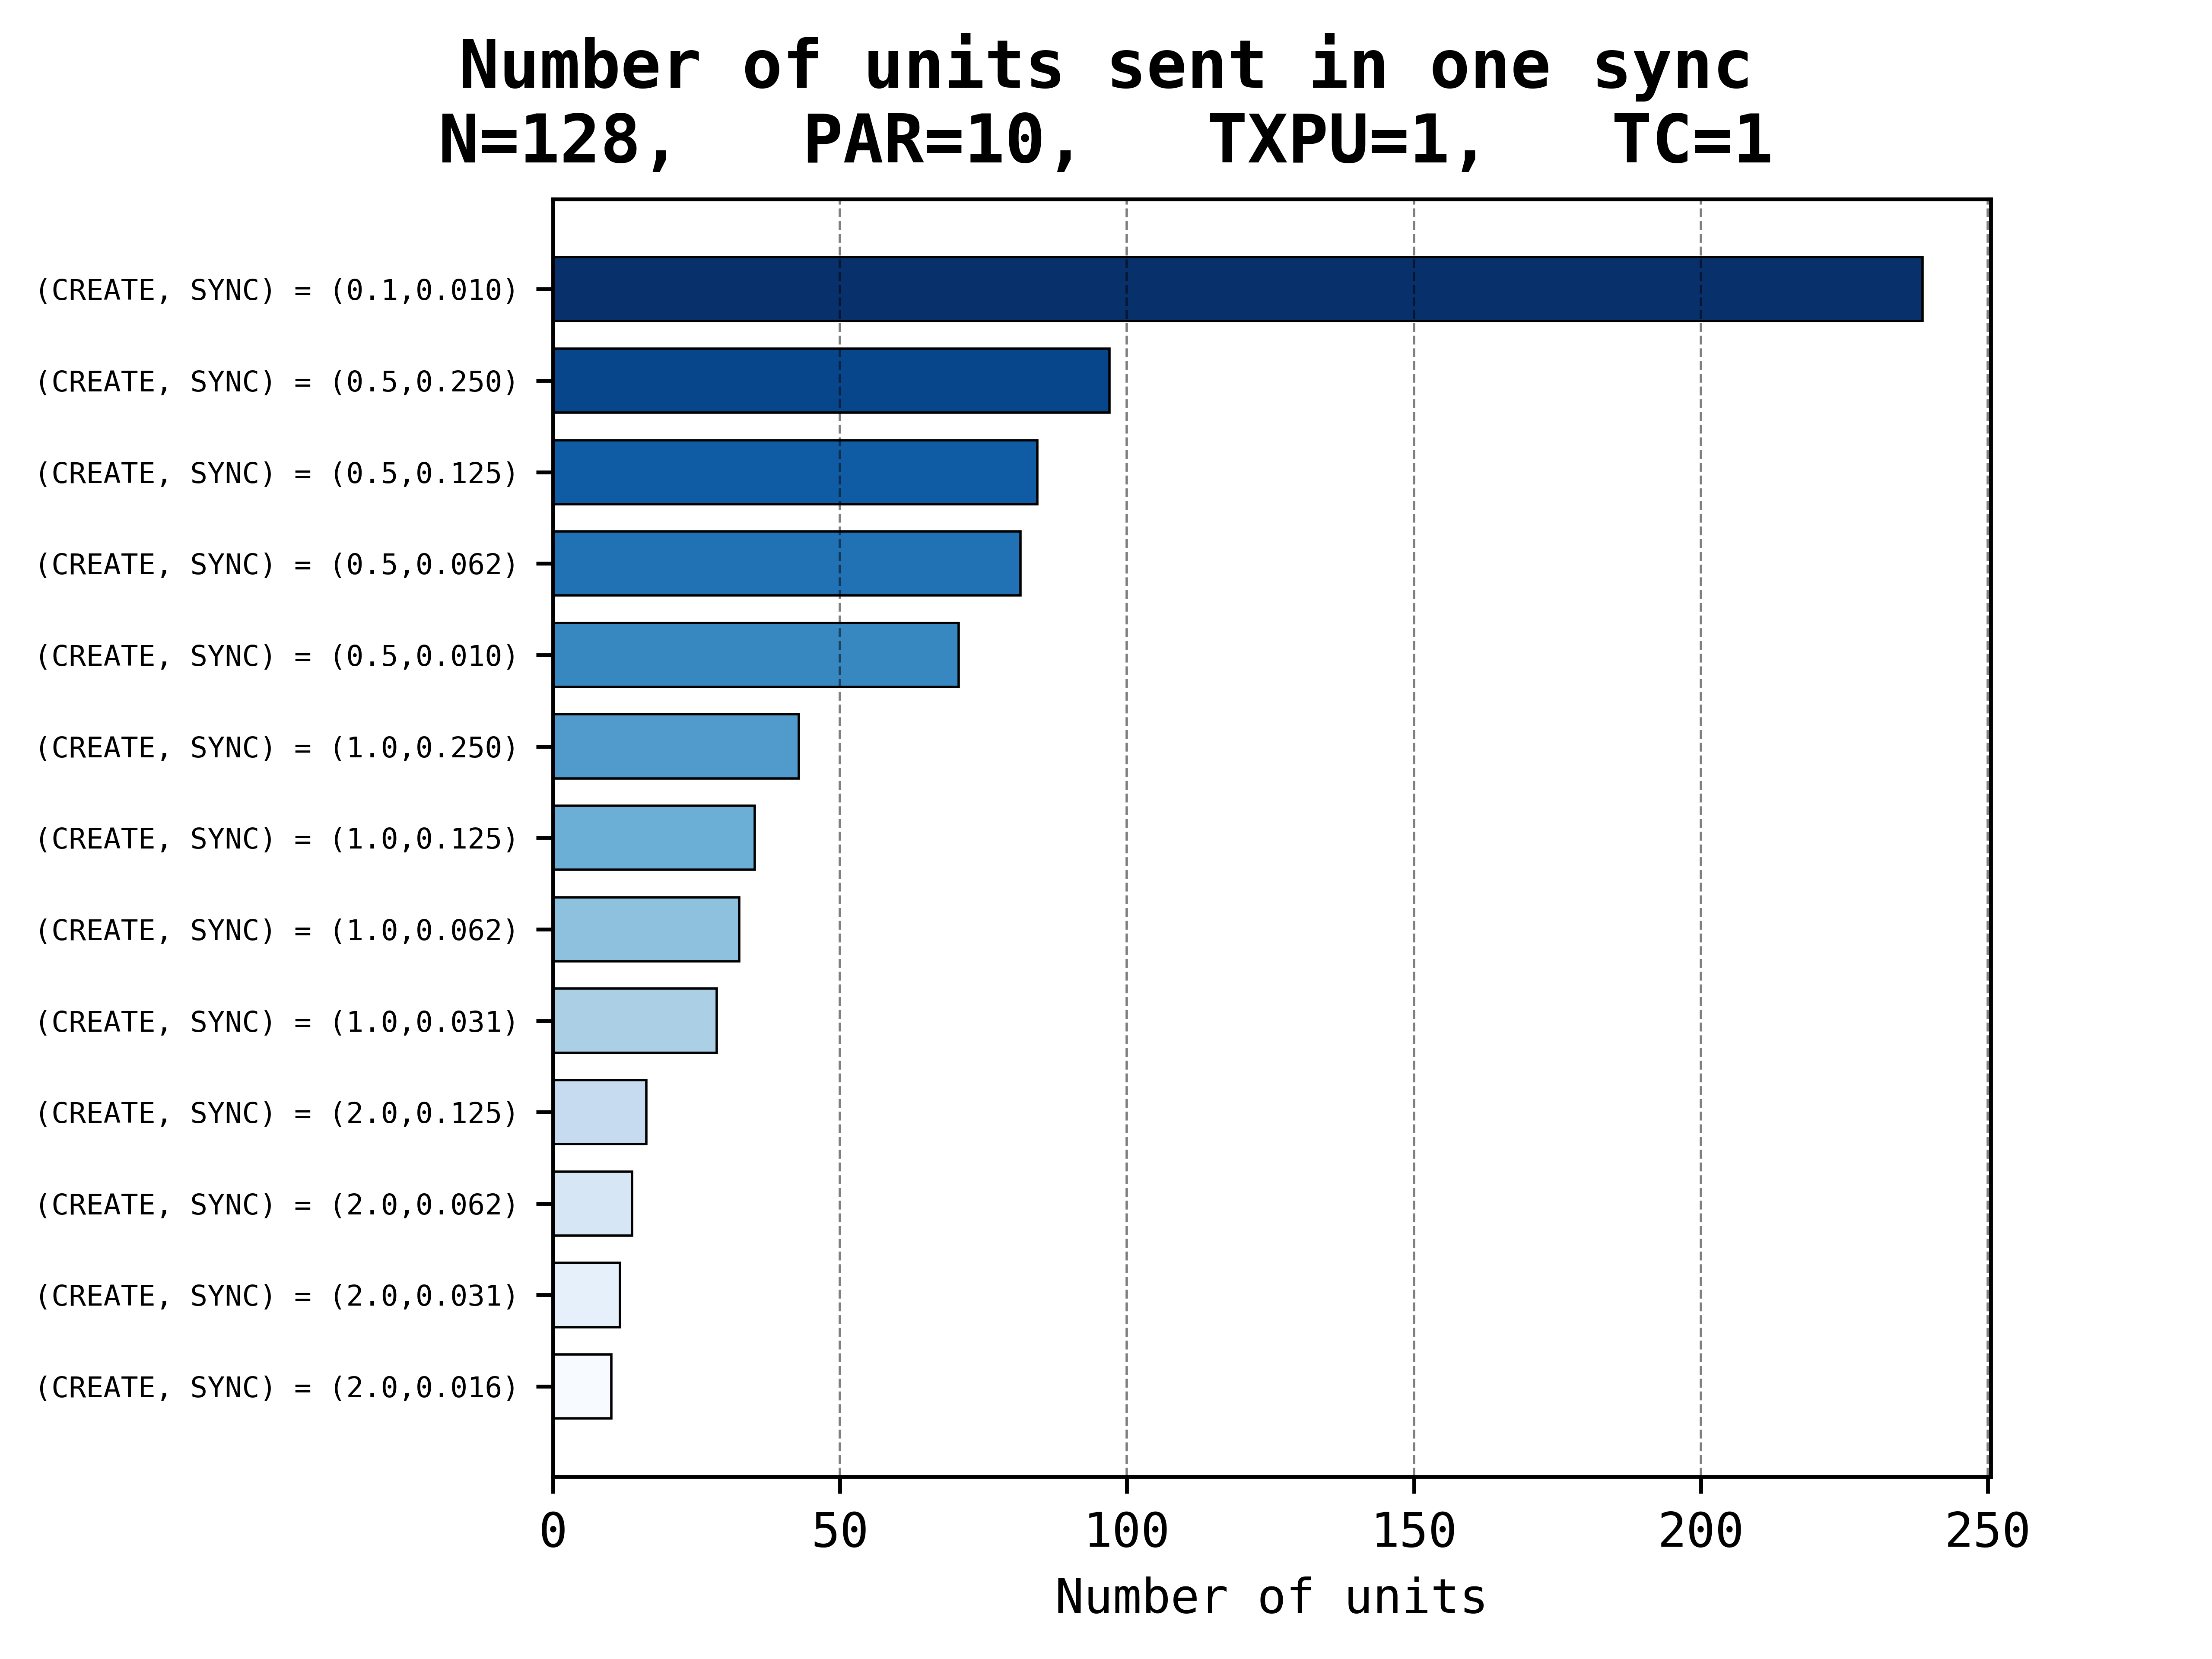 Number of units sent in one sync
N=128, PAR=10, TXPU=1, TC=1
(CREATE, SYNC) = (0.1,0.010)
(CREATE, SYNC) = (0.5,0.250)
(CREATE, SYNC) = (0.5,0.125)
(CREATE, SYNC) = (0.5,0.062)
(CREATE, SYNC) = (0.5,0.010)
(CREATE, SYNC) = (1.0,0.250)
(CREATE, SYNC) = (1.0,0.125)
(CREATE, SYNC) = (1.0,0.062)
(CREATE, SYNC) = (1.0,0.031)
(CREATE, SYNC) = (2.0,0.125)
(CREATE, SYNC) = (2.0,0.062)
(CREATE, SYNC) = (2.0,0.031)
(CREATE, SYNC) = (2.0,0.016)
0 50 100 150 200 250
Number of units